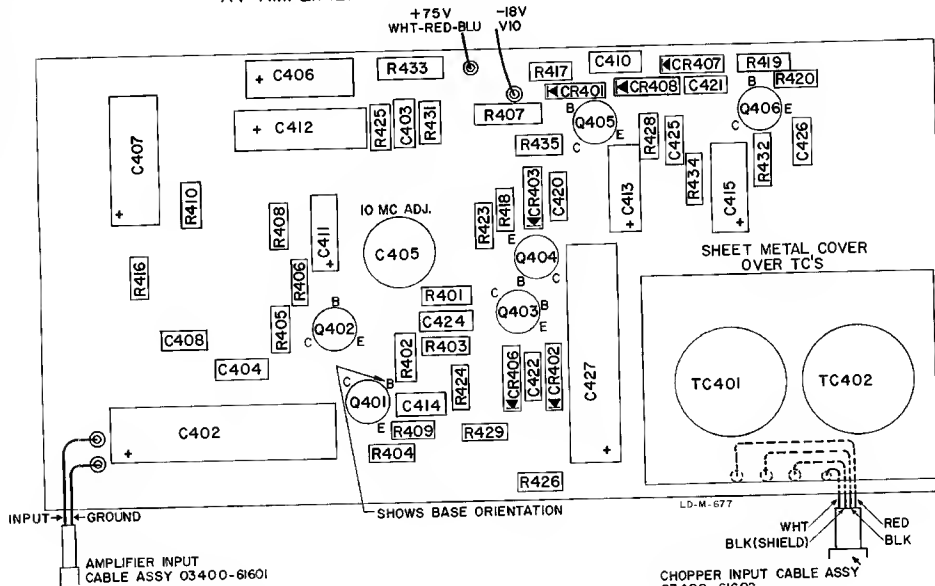 +75V
WHT-RED-BLU
-18V
V10
C406
R433
R417
C410
CR407
R419
R420
CR401
CR408
C421
C412
R425
C403
R431
R407
B
Q405
E
C
B
Q406
E
C
C407
R435
R428
C425
R434
R432
C426
R410
R408
C411
10 MC ADJ.
C405
R423
R418
CR403
C420
C413
C415
E
Q404
C
B
SHEET METAL COVER
OVER TC'S
R416
R406
R401
C
Q403
B
E
C408
R405
B
Q402
C
E
C424
R403
R402
C404
C
B
Q401
E
C414
R424
CR406
C422
CR402
C427
TC401
TC402
C402
R409
R404
R429
R426
LD-M-677
INPUT
GROUND
SHOWS BASE ORIENTATION
WHT
BLK(SHIELD)
RED
BLK
AMPLIFIER INPUT
CABLE ASSY 03400-61601
CHOPPER INPUT CABLE ASSY